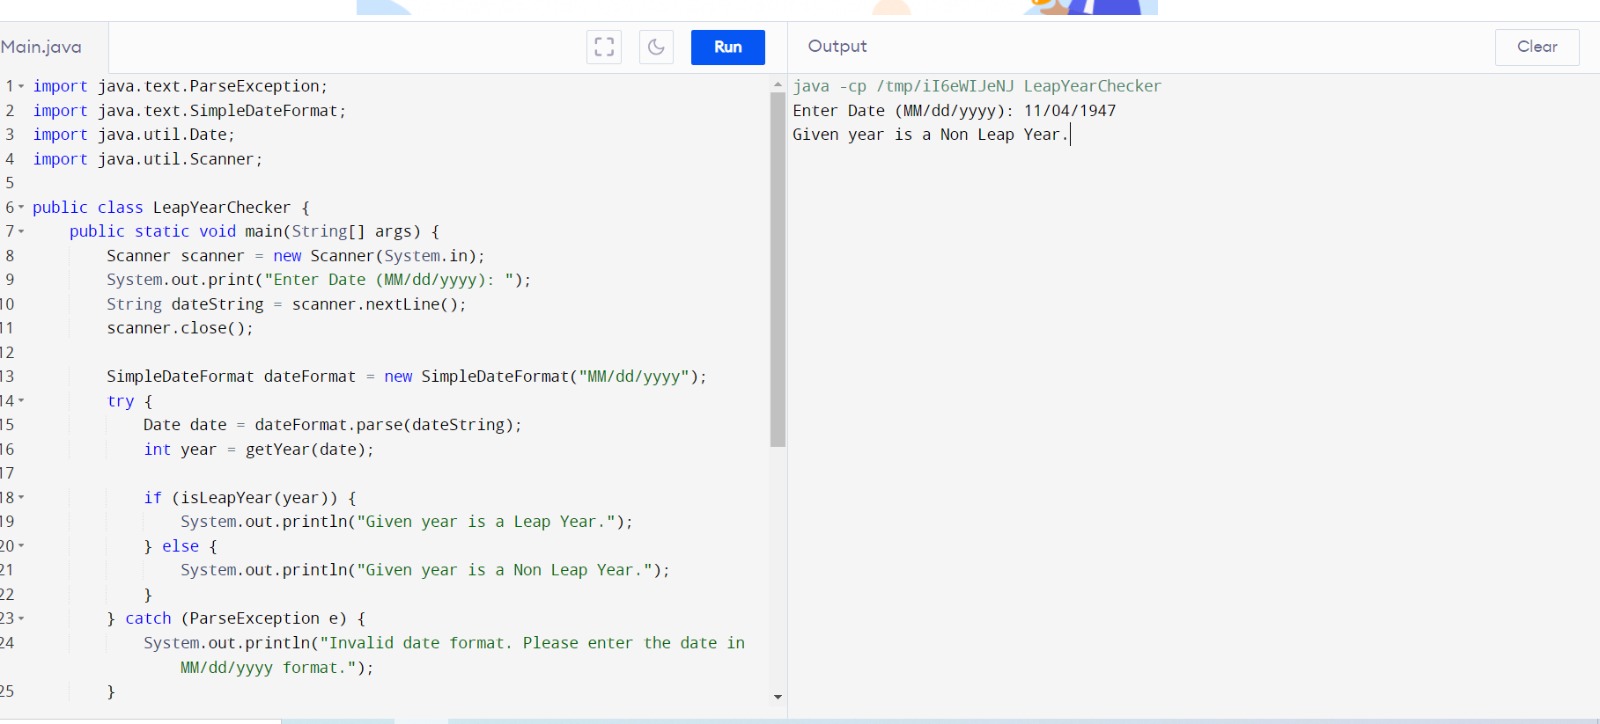 Main.java
Run
Output
Clear
1 import java.text.ParseException;
2 import java.text.SimpleDateFormat;
3 import java.util.Date;
4 import java.util.Scanner;
5
6 public class LeapYearChecker {
7 public static void main(String[] args) {
8 Scanner scanner = new Scanner(System.in);
9 System.out.print("Enter Date (MM/dd/yyyy): ");
10 String dateString = scanner.nextLine();
11 scanner.close();
12
13 SimpleDateFormat dateFormat = new SimpleDateFormat("MM/dd/yyyy");
14 try {
15 Date date = dateFormat.parse(dateString);
16 int year = getYear(date);
17
18 if (isLeapYear(year)) {
19 System.out.println("Given year is a Leap Year.");
20 } else {
21 System.out.println("Given year is a Non Leap Year.");
22 }
23 } catch (ParseException e) {
24 System.out.println("Invalid date format. Please enter the date in
MM/dd/yyyy format.");
25 }
java -cp /tmp/iI6eWIJeNJ LeapYearChecker
Enter Date (MM/dd/yyyy): 11/04/1947
Given year is a Non Leap Year.